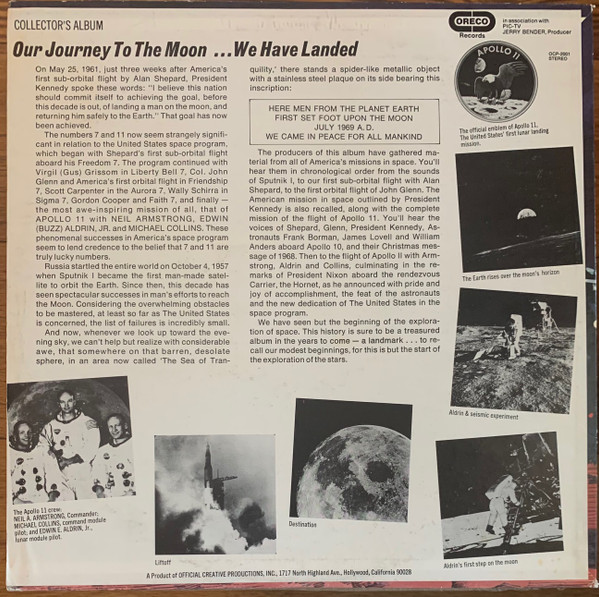 COLLECTOR'S ALBUM
ORECO
Records
in association with
PIC-TV
JERRY BENDER, Producer
Our Journey To The Moon ...We Have Landed
OCP-2001
STEREO
APOLLO 11
The official emblem of Apollo 11,
The United States' first lunar landing
mission.
On May 25, 1961, just three weeks after America's
first sub-orbital flight by Alan Shepard, President
Kennedy spoke these words: "I believe this nation
should commit itself to achieving the goal, before
this decade is out, of landing a man on the moon, and
returning him safely to the Earth." That goal has now
been achieved.
The numbers 7 and 11 now seem strangely signifi-
cant in relation to the United States space program,
which began with Shepard's first sub-orbital flight
aboard his Freedom 7. The program continued with
Virgil (Gus) Grissom in Liberty Bell 7, Col. John
Glenn and America's first orbital flight in Friendship
7, Scott Carpenter in the Aurora 7, Wally Schirra in
Sigma 7, Gordon Cooper and Faith 7, and finally —
the most awe-inspiring mission of all, that of
APOLLO 11 with NEIL ARMSTRONG, EDWIN
(BUZZ) ALDRIN, JR. and MICHAEL COLLINS. These
phenomenal successes in America's space program
seem to lend credence to the belief that 7 and 11 are
truly lucky numbers.
Russia startled the entire world on October 4, 1957
when Sputnik I became the first man-made satel-
lite to orbit the Earth. Since then, this decade has
seen spectacular successes in man's efforts to reach
the Moon. Considering the overwhelming obstacles
to be mastered, at least so far as The United States
is concerned, the list of failures is incredibly small.
And now, whenever we look up toward the eve-
ning sky, we can't help but realize with considerable
awe, that somewhere on that barren, desolate
sphere, in an area now called 'The Sea of Tran-
quility,' there stands a spider-like metallic object
with a stainless steel plaque on its side bearing this
inscription:
HERE MEN FROM THE PLANET EARTH
FIRST SET FOOT UPON THE MOON
JULY 1969 A.D.
WE CAME IN PEACE FOR ALL MANKIND
The producers of this album have gathered ma-
terial from all of America's missions in space. You'll
hear them in chronological order from the sounds
of Sputnik I, to our first sub-orbital flight with Alan
Shepard, to the first orbital flight of John Glenn. The
American mission in space outlined by President
Kennedy is also recalled, along with the complete
mission of the flight of Apollo 11. You'll hear the
voices of Shepard, Glenn, President Kennedy, As-
tronauts Frank Borman, James Lovell and William
Anders aboard Apollo 10, and their Christmas mes-
sage of 1968. Then to the flight of Apollo II with Arm-
strong, Aldrin and Collins, culminating in the re-
marks of President Nixon aboard the rendezvous
Carrier, the Hornet, as he announced with pride and
joy of accomplishment, the feat of the astronauts
and the new dedication of The United States in the
space program.
We have seen but the beginning of the explora-
tion of space. This history is sure to be a treasured
album in the years to come — a landmark . . . to re-
call our modest beginnings, for this is but the start of
the exploration of the stars.
The Earth rises over the moon's horizon
Aldrin & seismic experiment
The Apollo 11 crew:
NEIL A. ARMSTRONG, Commander;
MICHAEL COLLINS, command module
pilot; and EDWIN E. ALDRIN, Jr.,
lunar module pilot.
Liftoff
Destination
Aldrin's first step on the moon
A Product of OFFICIAL CREATIVE PRODUCTIONS, INC., 1717 North Highland Ave., Hollywood, California 90028